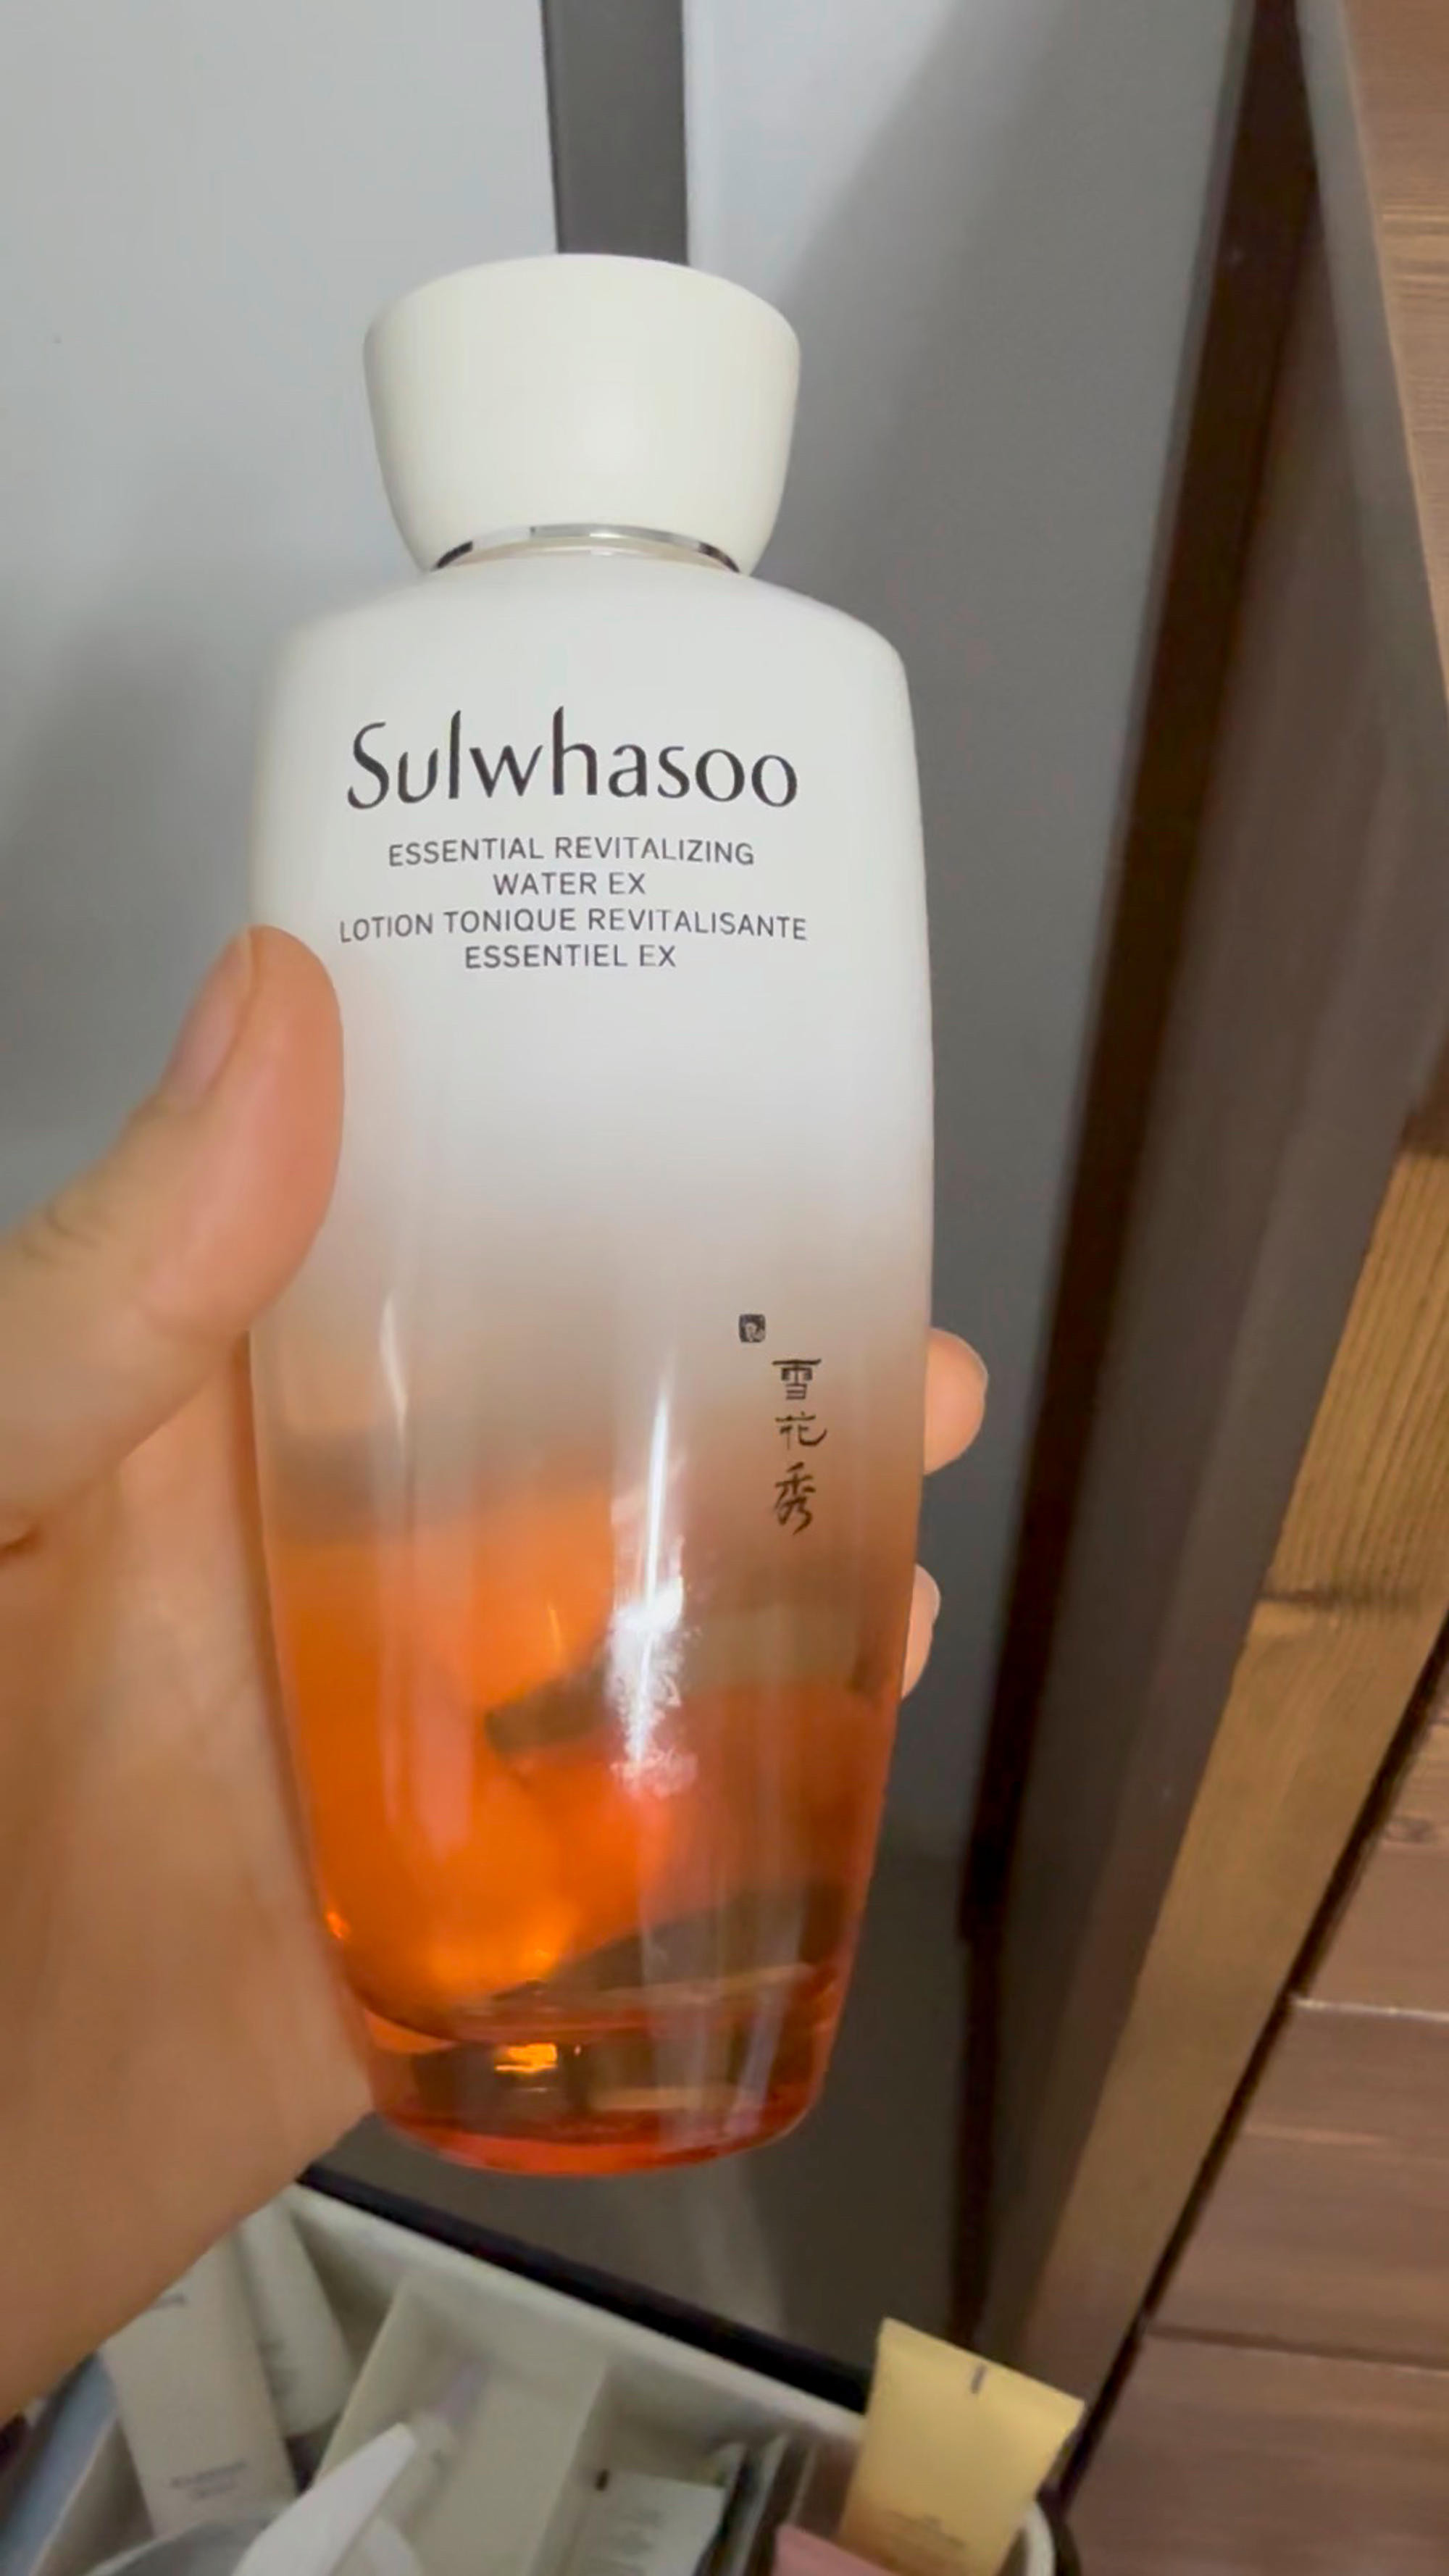 Sulwhasoo
ESSENTIAL REVITALIZING
WATER EX
LOTION TONIQUE REVITALISANTE
ESSENTIEL EX
雪花秀